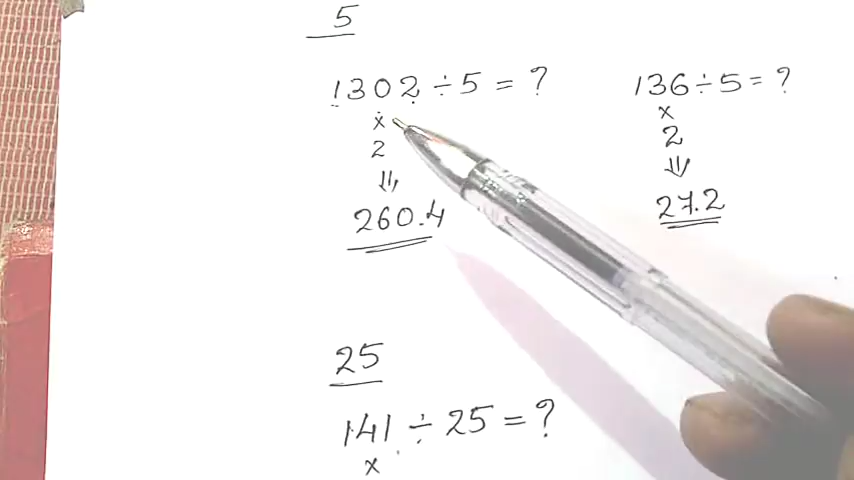 5
1302 ÷ 5 = ?
x
2
⇓
260.4
136 ÷ 5 = ?
x
2
⇓
27.2
25
141 ÷ 25 = ?
x